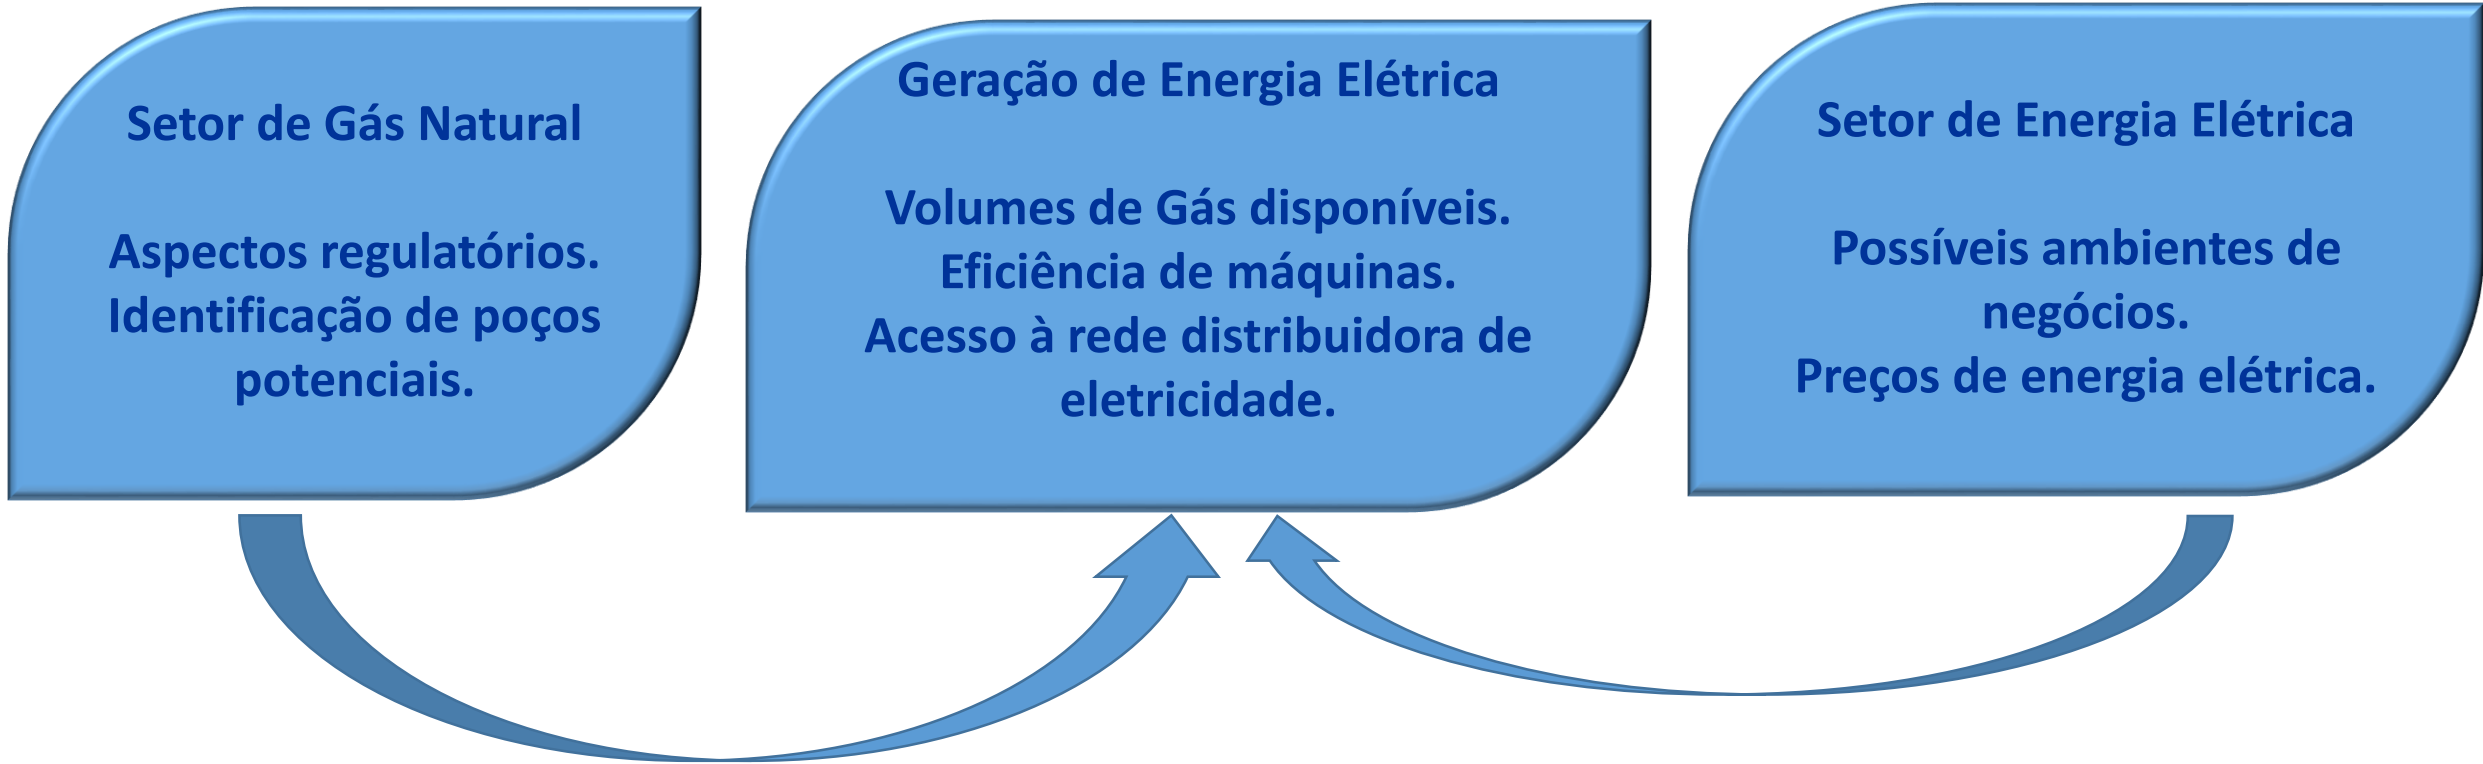 Setor de Gás Natural
Aspectos regulatórios.
Identificação de poços
potenciais.
Geração de Energia Elétrica
Volumes de Gás disponíveis.
Eficiência de máquinas.
Acesso à rede distribuidora de
eletricidade.
Setor de Energia Elétrica
Possíveis ambientes de
negócios.
Preços de energia elétrica.